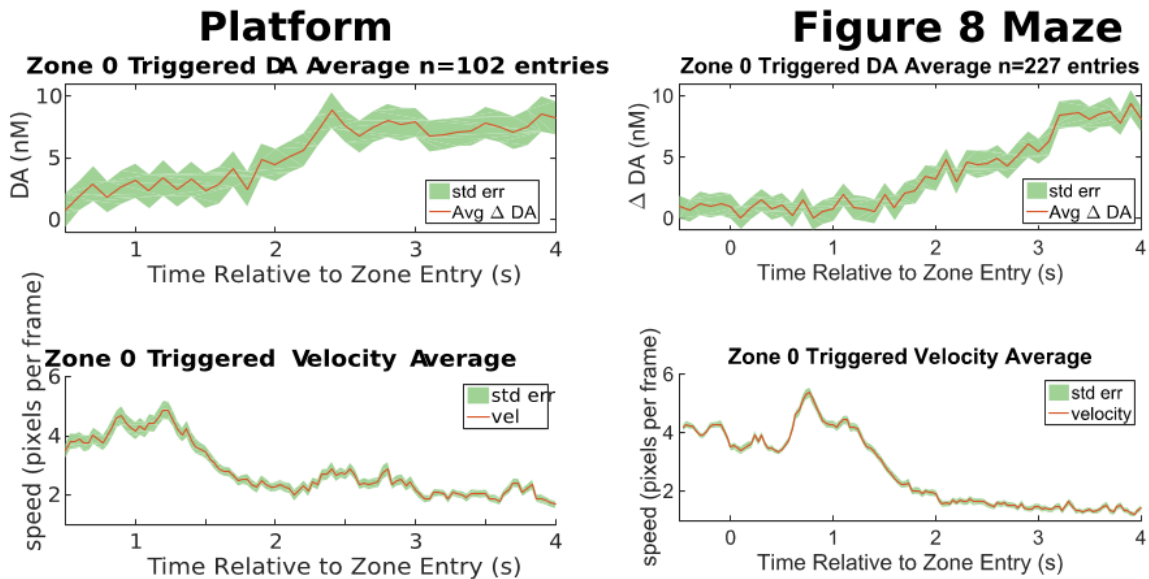 Platform
Zone 0 Triggered DA Average n=102 entries
DA (nM)
10
5
0
std err
Avg Δ DA
1
2
3
4
Time Relative to Zone Entry (s)
Figure 8 Maze
Zone 0 Triggered DA Average n=227 entries
Δ DA (nM)
10
5
0
std err
Avg Δ DA
0
1
2
3
4
Time Relative to Zone Entry (s)
Zone 0 Triggered Velocity Average
speed (pixels per frame)
6
4
2
std err
vel
1
2
3
4
Time Relative to Zone Entry (s)
Zone 0 Triggered Velocity Average
speed (pixels per frame)
6
4
2
std err
velocity
0
1
2
3
4
Time Relative to Zone Entry (s)